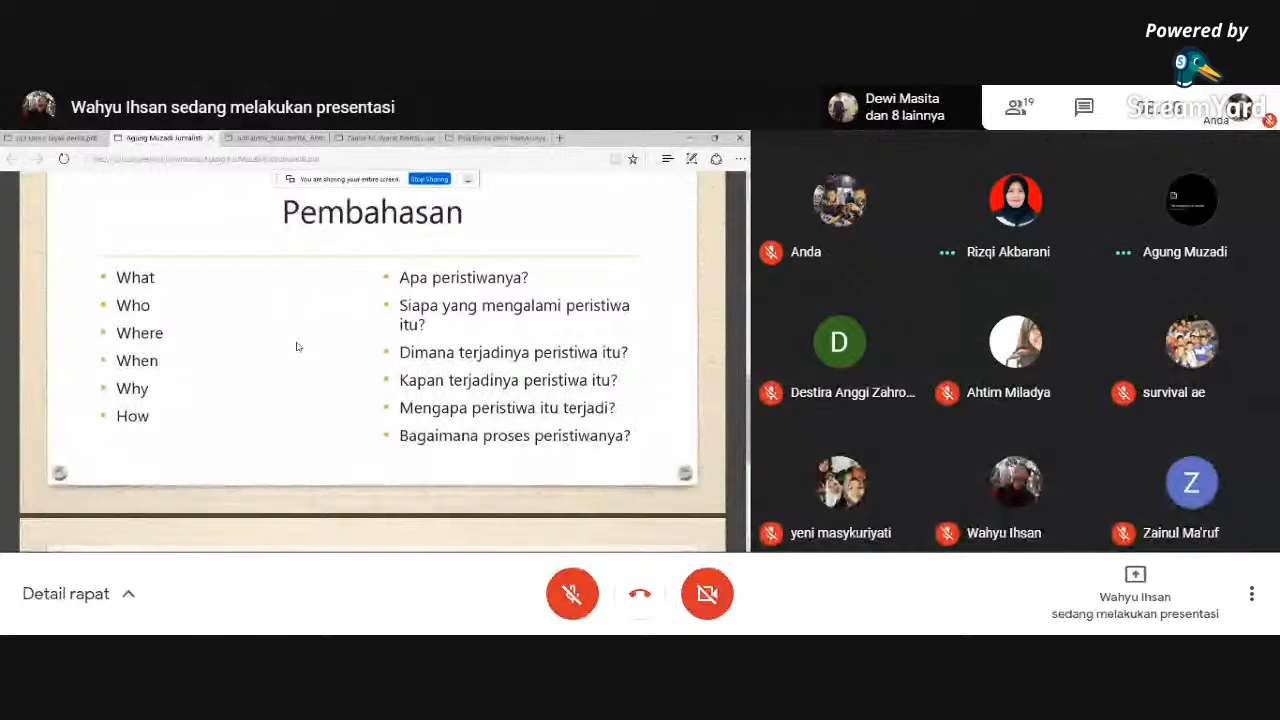 Powered by
StreamYard
Wahyu Ihsan sedang melakukan presentasi
Dewi Masita
dan 8 lainnya
19
Anda
Agung Muzadi Jurnalisti
You are sharing your entire screen.
Stop Sharing
Pembahasan
What
Who
Where
When
Why
How
Apa peristiwanya?
Siapa yang mengalami peristiwa
itu?
Dimana terjadinya peristiwa itu?
Kapan terjadinya peristiwa itu?
Mengapa peristiwa itu terjadi?
Bagaimana proses peristiwanya?
Anda
Rizqi Akbarani
Agung Muzadi
D
Destira Anggi Zahro...
Ahtim Miladya
survival ae
yeni masykuriyati
Wahyu Ihsan
Z
Zainul Ma'ruf
Detail rapat
Wahyu Ihsan
sedang melakukan presentasi